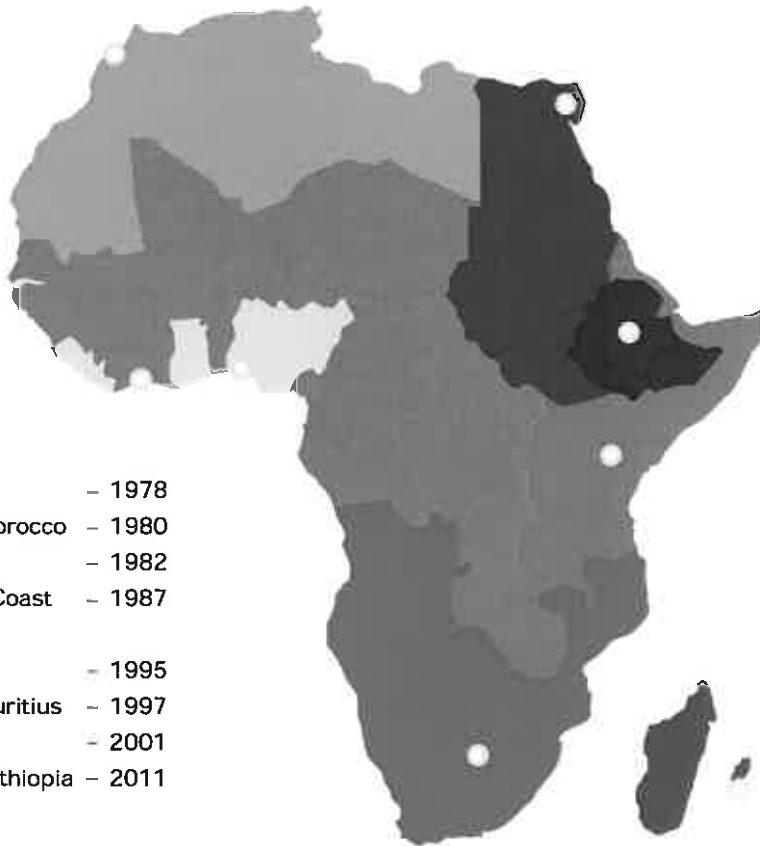 – 1978
orocco – 1980
– 1982
Coast – 1987
– 1995
uritius – 1997
– 2001
thiopia – 2011